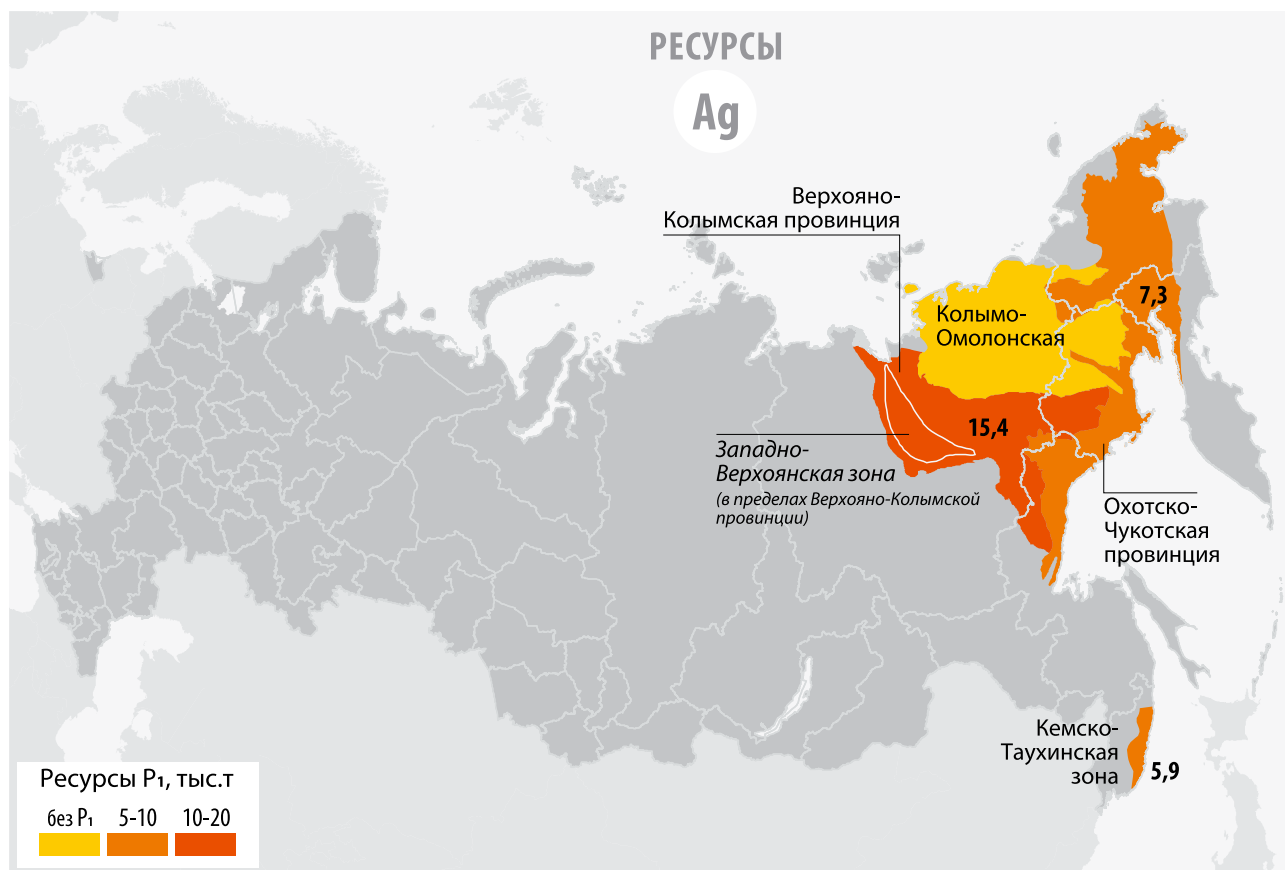 РЕСУРСЫ
Ag
Верхояно-
Колымская провинция
Колымо-
Омолонская
7,3
15,4
Западно-
Верхоянская зона
(в пределах Верхояно-Колымской
провинции)
Охотско-
Чукотская
провинция
Кемско-
Таухинская
зона
5,9
Ресурсы P₁, тыс.т
без P₁ 5-10 10-20